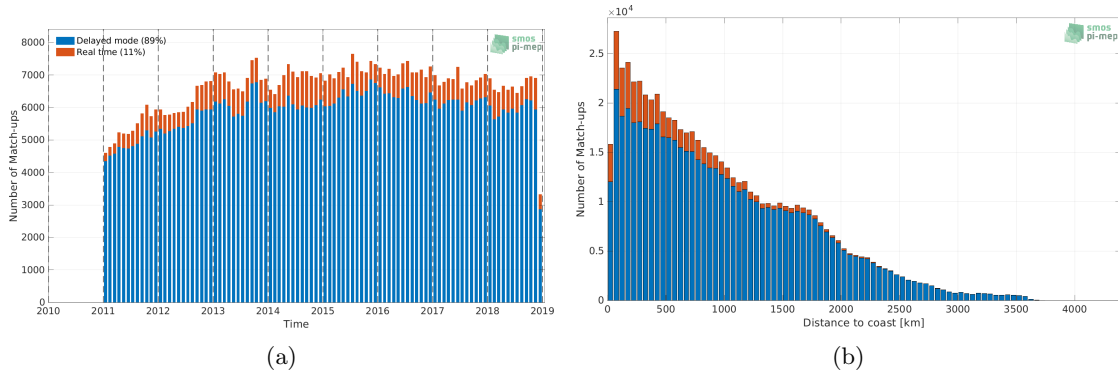 8000
7000
6000
5000
4000
3000
2000
1000
0
Number of Match-ups
Delayed mode (89%)
Real time (11%)
smos
pi-mep
2010 2011 2012 2013 2014 2015 2016 2017 2018 2019
Time
(a)
×10⁴
2.5
2
1.5
1
0.5
0
Number of Match-ups
smos
pi-mep
0 500 1000 1500 2000 2500 3000 3500 4000
Distance to coast [km]
(b)